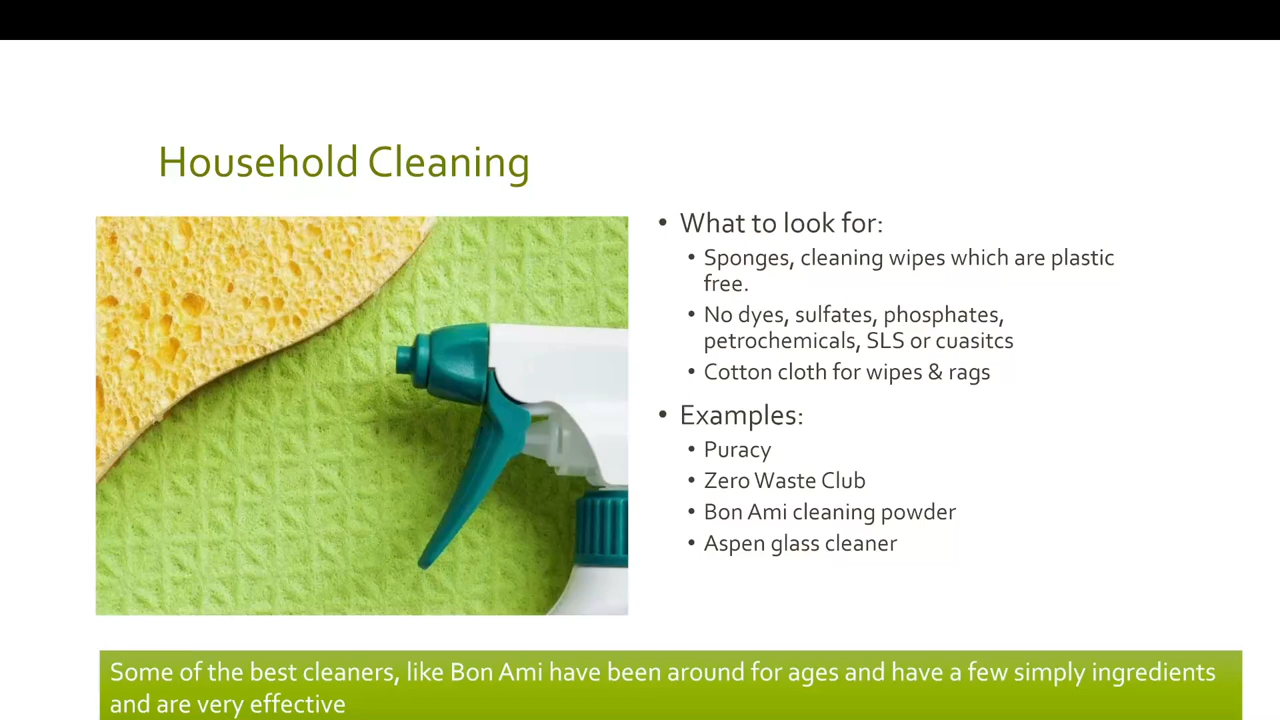 Household Cleaning
• What to look for:
• Sponges, cleaning wipes which are plastic
free.
• No dyes, sulfates, phosphates,
petrochemicals, SLS or cuasitcs
• Cotton cloth for wipes & rags
• Examples:
• Puracy
• Zero Waste Club
• Bon Ami cleaning powder
• Aspen glass cleaner
Some of the best cleaners, like Bon Ami have been around for ages and have a few simply ingredients
and are very effective